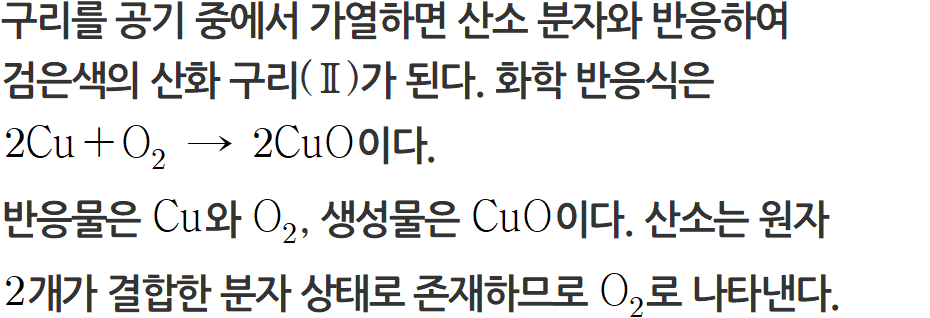 구리를 공기 중에서 가열하면 산소 분자와 반응하여
검은색의 산화 구리(Ⅱ)가 된다. 화학 반응식은
2Cu+O₂ → 2CuO이다.
반응물은 Cu와 O₂, 생성물은 CuO이다. 산소는 원자
2개가 결합한 분자 상태로 존재하므로 O₂로 나타낸다.